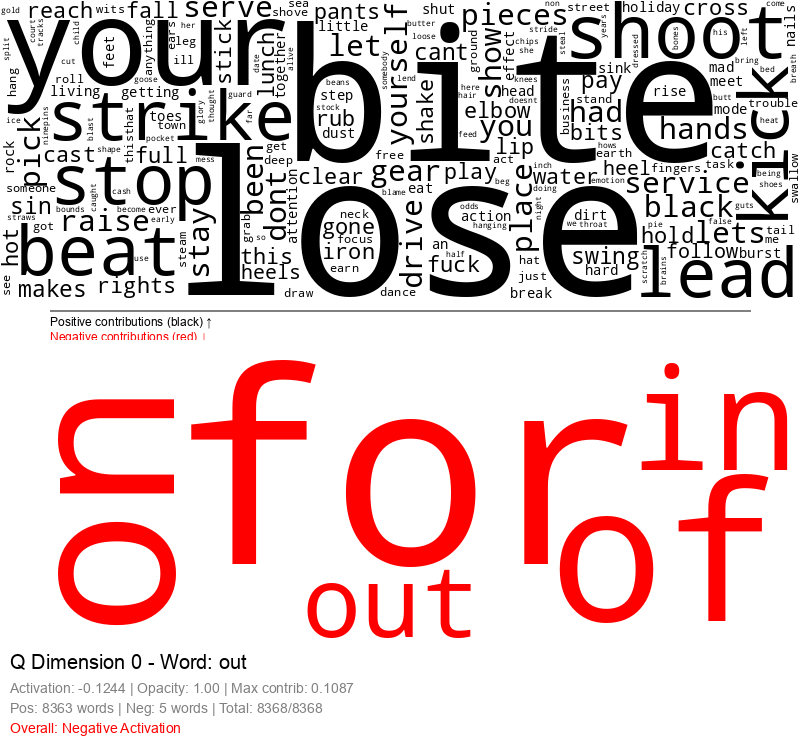 gold reach wits fall serve sea shove pants little shut butter loose pieces non street holiday cross come
split court tracks child anything ears her leg ill stick date lunch together alive let cant yourself somebody ground show effect stride chips she steal shoot years dressed bones his left bring bed breath nails
your bite
hang cut feet roll living getting goose beans step stock rub dust lend shake here hair knees head doesnt sink pay mad meet butt mode trouble rise
ice ninepins strike blast thisthat toes town pocket glory thought guard far feed elbow you had bits business stand hands heat kick
rock pick cast shape full mess get deep free act lip hows earth catch
someone stop caught cash been dont clear gear play inch water emotion heel fingers task being shoes swallow
sin straws bounds become ever early grab attention neck blame eat beg doing service guts
got raise steam stay so gone focus odds action hanging place night dirt we throat black false pie
hot beat use this iron drive an half hold lets tail me
see makes rights heels earn fuck hat just swing hard scratch brains follow burst
draw lose dance break lead
Positive contributions (black) ↑
Negative contributions (red) ↓
on for in
of
out
Q Dimension 0 - Word: out
Activation: -0.1244 | Opacity: 1.00 | Max contrib: 0.1087
Pos: 8363 words | Neg: 5 words | Total: 8368/8368
Overall: Negative Activation